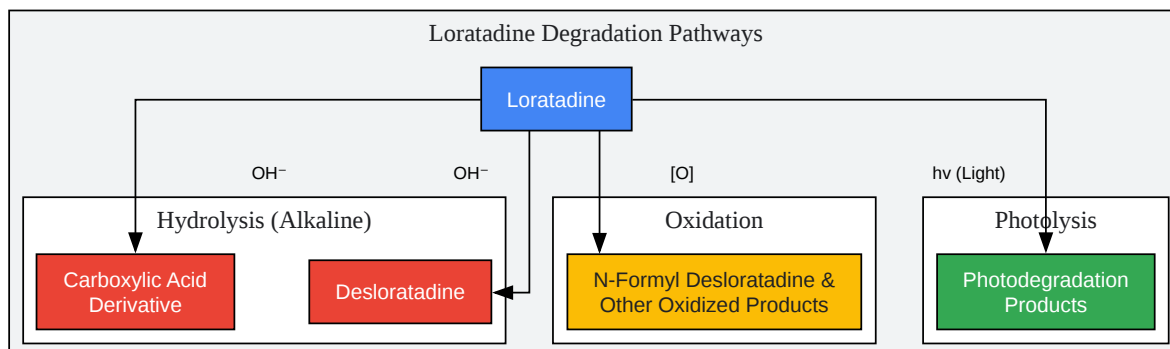 Loratadine Degradation Pathways
Loratadine
OH⁻
OH⁻
[O]
hv (Light)
Hydrolysis (Alkaline)
Oxidation
Photolysis
Carboxylic Acid
Derivative
Desloratadine
N-Formyl Desloratadine &
Other Oxidized Products
Photodegradation
Products